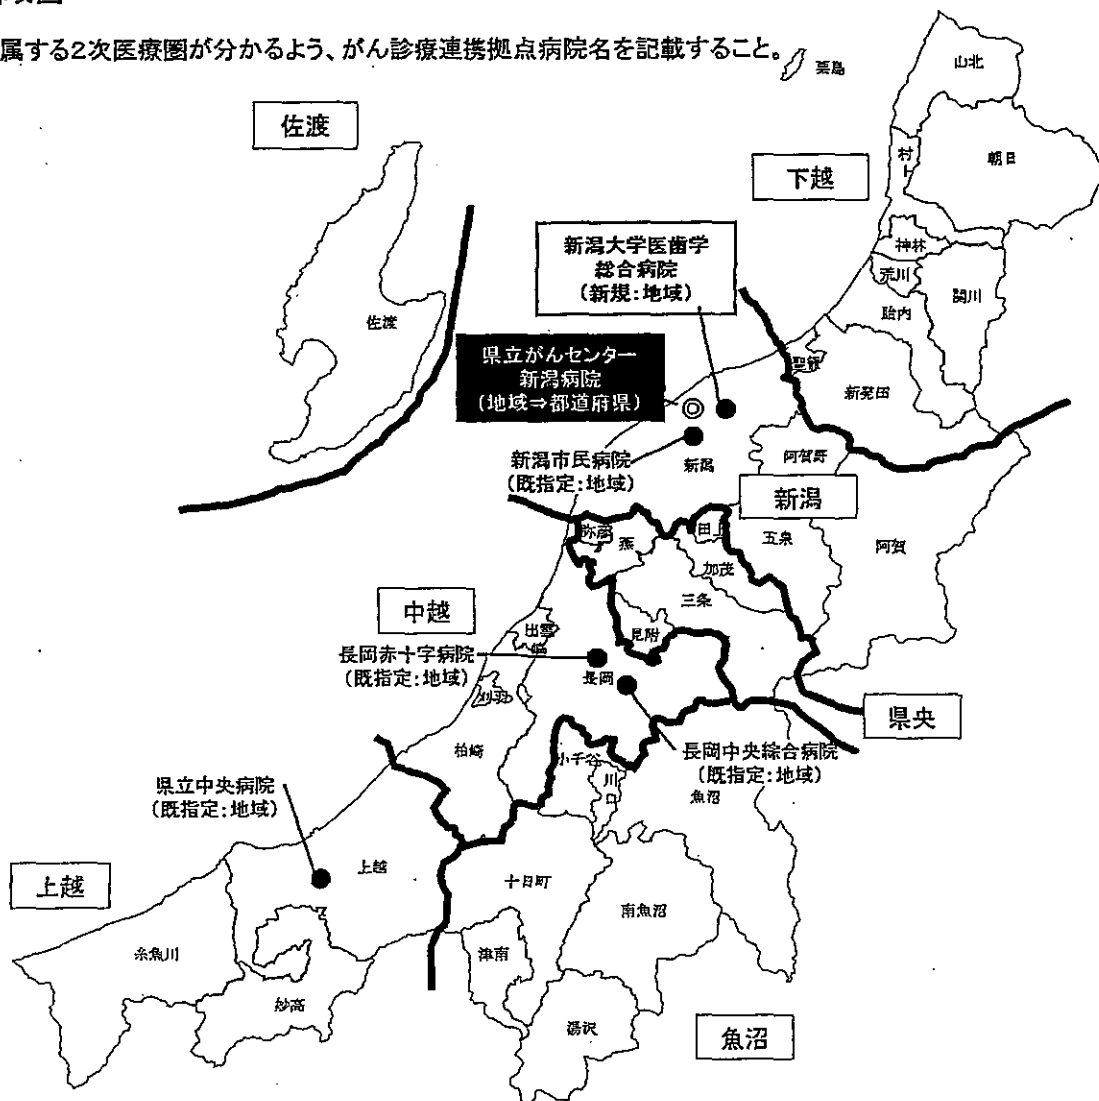 属する2次医療圏が分かるよう、がん診療連携拠点病院名を記載すること。
粟島
山北
佐渡
下越
村上
朝日
新潟大学医歯学
総合病院
(新規:地域)
神林
荒川
関川
胎内
佐渡
県立がんセンター
新潟病院
(地域⇒都道府県)
聖籠
新発田
新潟市民病院
(既指定:地域)
新潟
阿賀野
新潟
弥彦
燕
田上
五泉
阿賀
加茂
三条
中越
出雲崎
見附
長岡赤十字病院
(既指定:地域)
長岡
刈羽
県央
柏崎
小千谷
川口
長岡中央綜合病院
(既指定:地域)
魚沼
県立中央病院
(既指定:地域)
上越
上越
十日町
南魚沼
糸魚川
津南
妙高
湯沢
魚沼